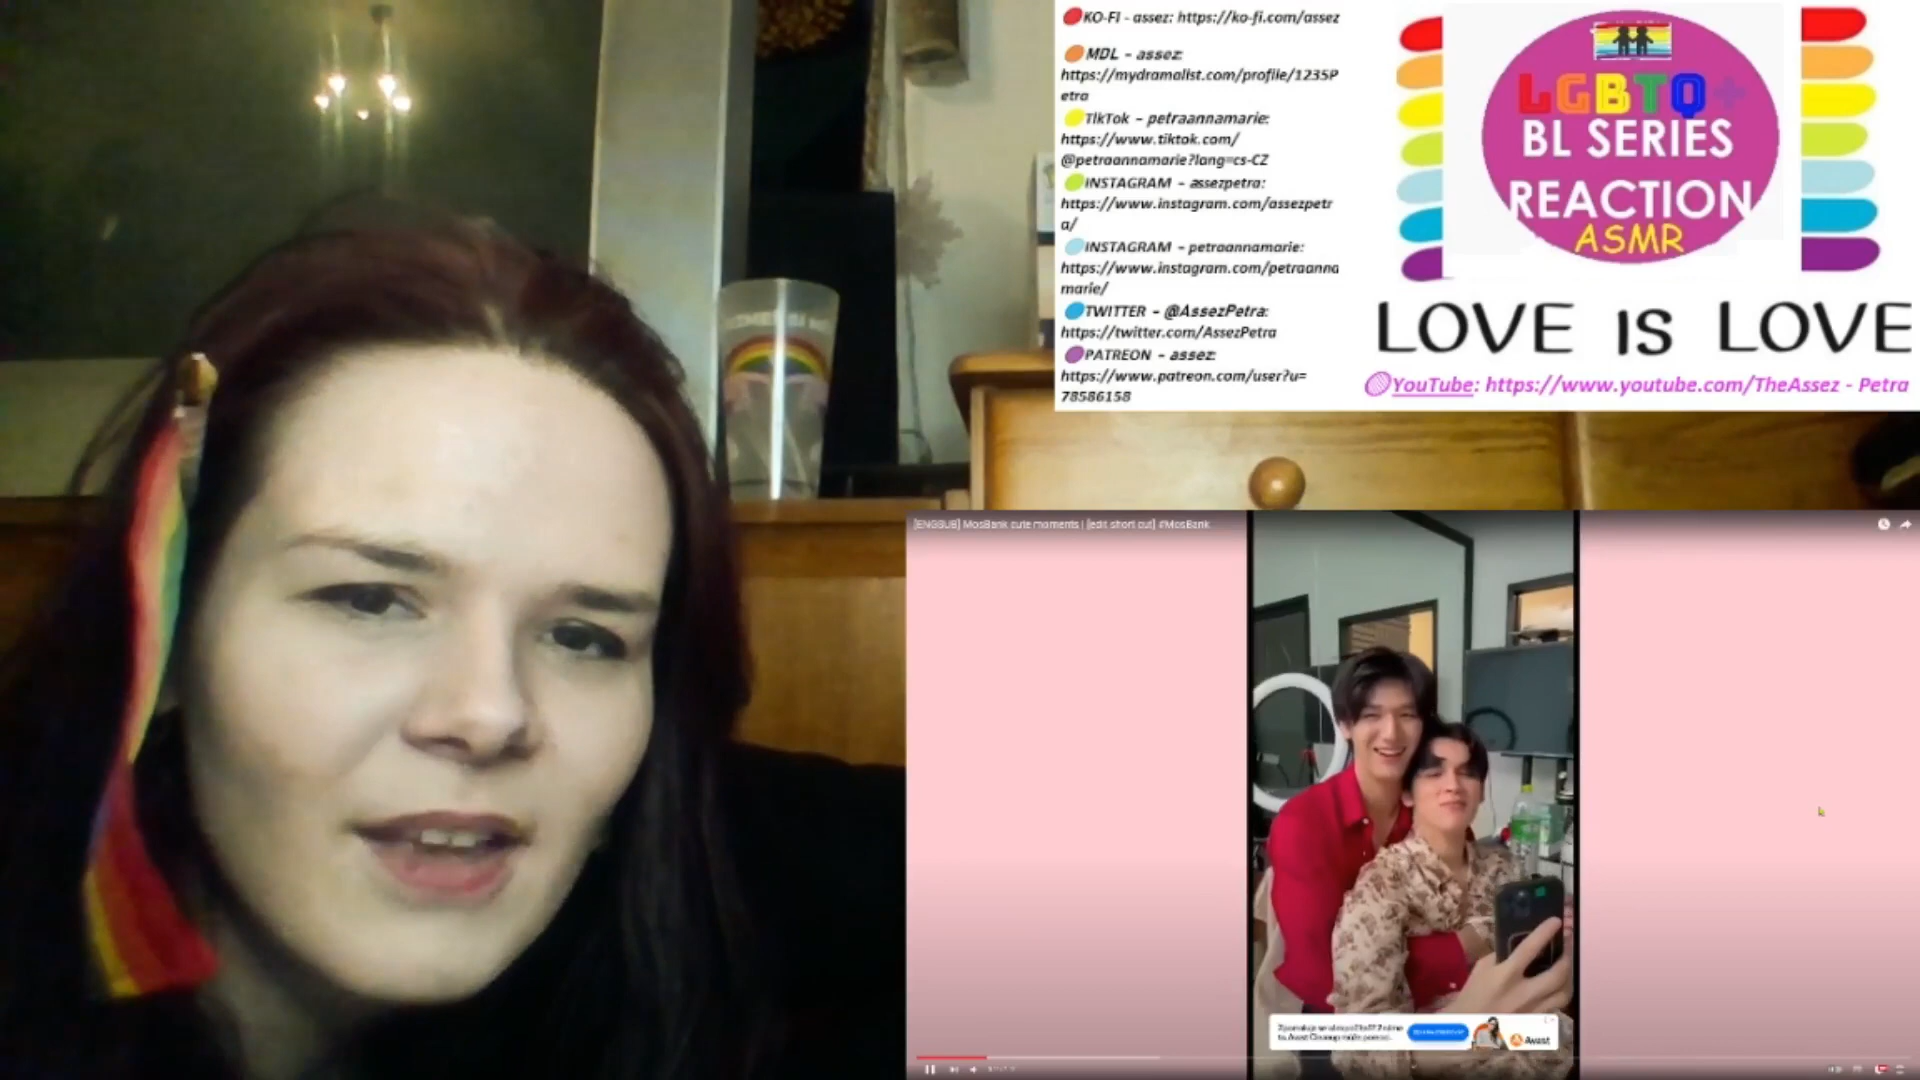 KO-FI - assez: https://ko-fi.com/assez
MDL – assez:
https://mydramalist.com/profile/1235P
etra
TikTok – petraannamarie:
https://www.tiktok.com/
@petraannamarie?lang=cs-CZ
INSTAGRAM – assezpetra:
https://www.instagram.com/assezpetr
a/
INSTAGRAM – petraannamarie:
https://www.instagram.com/petraanna
marie/
TWITTER – @AssezPetra:
https://twitter.com/AssezPetra
PATREON – assez:
https://www.patreon.com/user?u=
78586158
LGBTQ+
BL SERIES
REACTION
ASMR
LOVE IS LOVE
YouTube: https://www.youtube.com/TheAssez - Petra
[ENGSUB] MosBank cute moments | [edit short cut] #MosBank
Avast